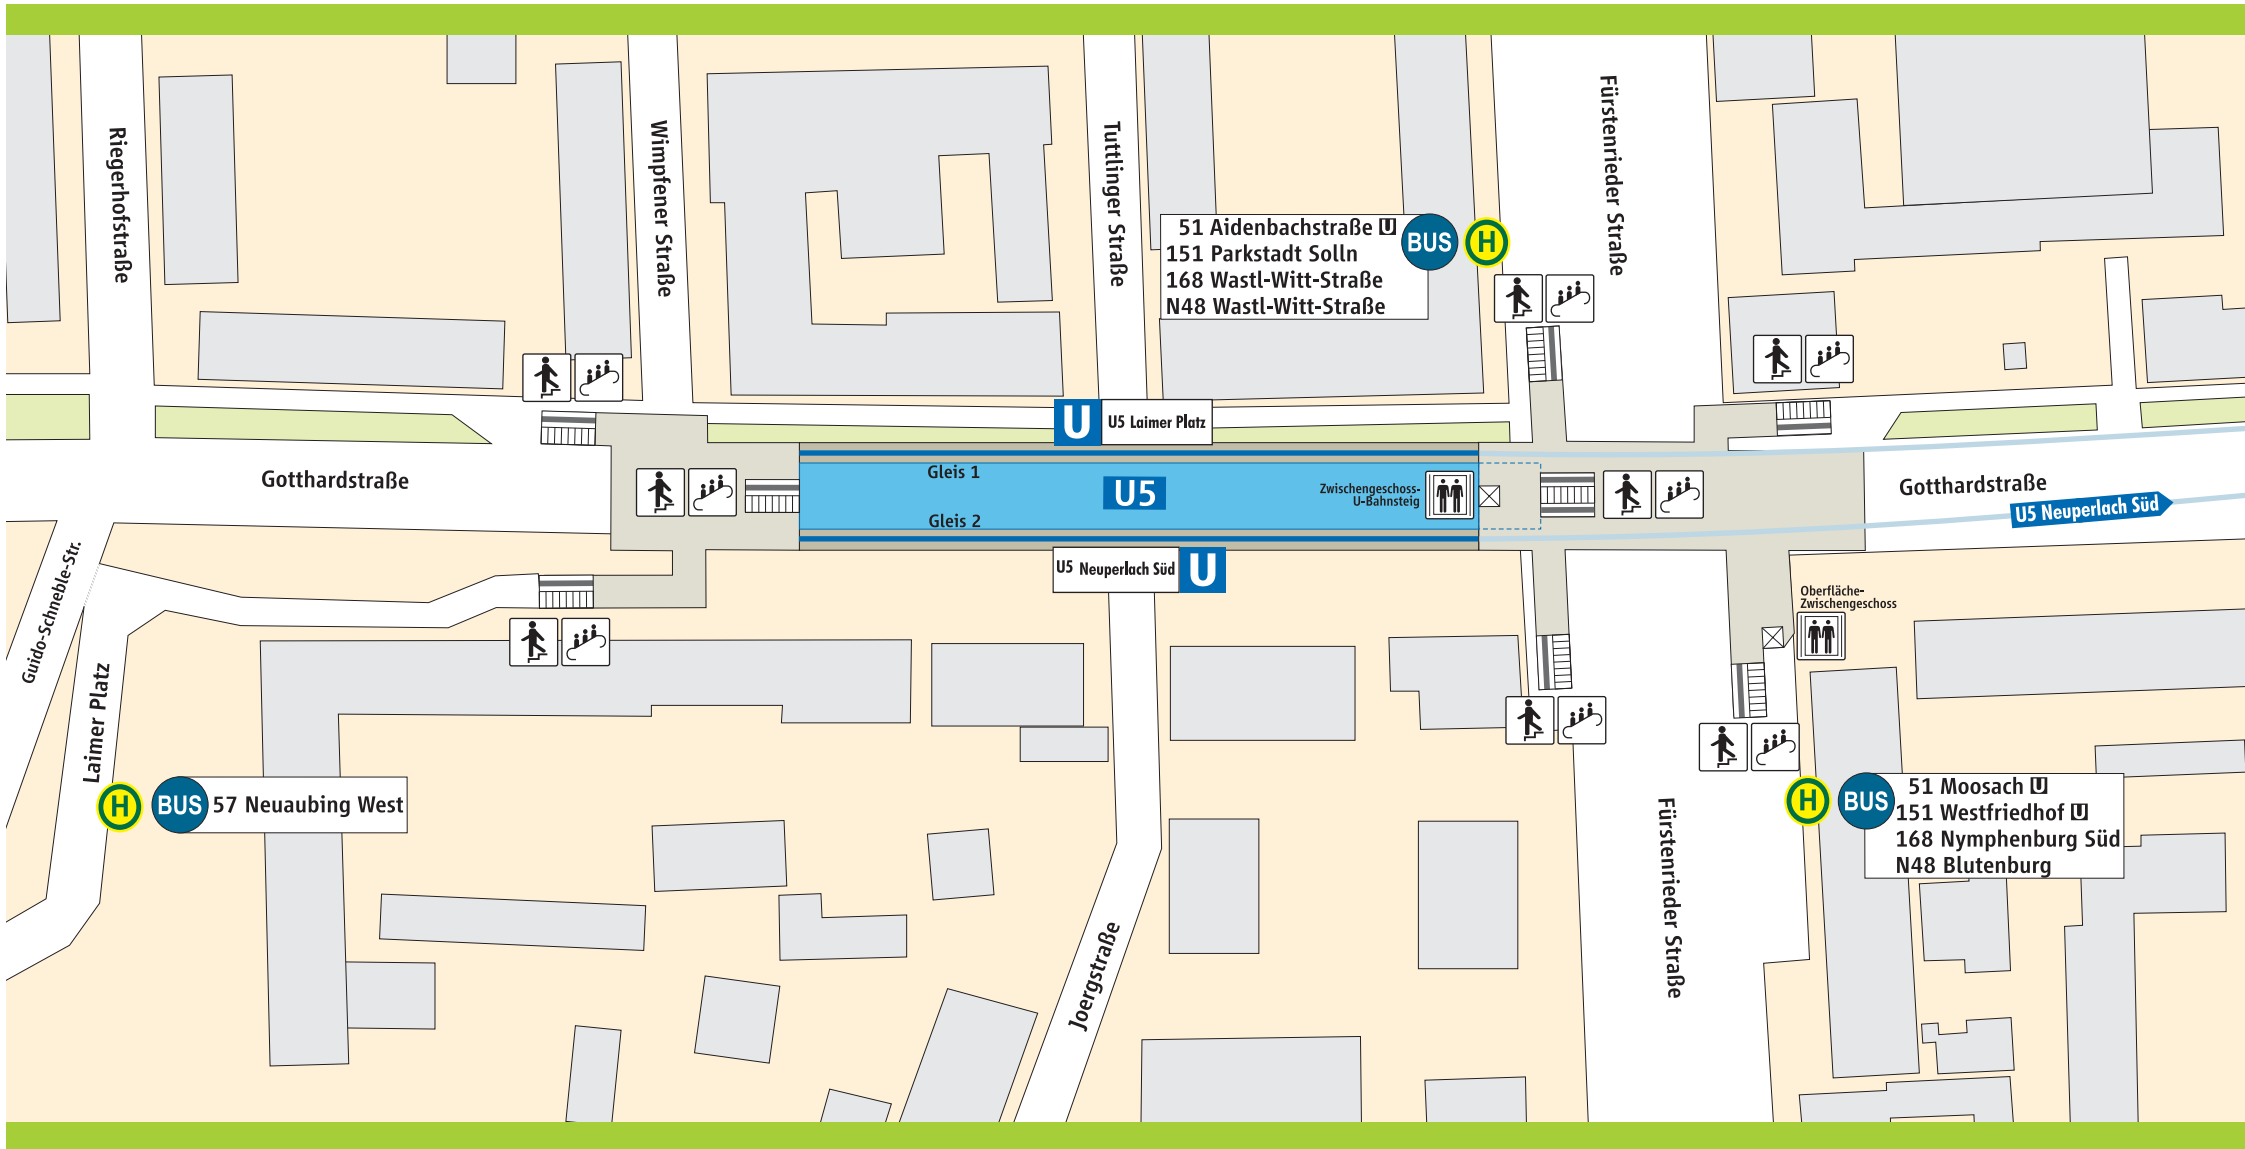 Riegerhofstraße
Wimpfener Straße
Tuttlinger Straße
Fürstenrieder Straße
51 Aidenbachstraße U
151 Parkstadt Solln
168 Wastl-Witt-Straße
N48 Wastl-Witt-Straße
BUS
H
U
U5 Laimer Platz
Gotthardstraße
Gleis 1
U5
Gleis 2
Zwischengeschoss-
U-Bahnsteig
Gotthardstraße
U5 Neuperlach Süd
U5 Neuperlach Süd
U
Guido-Schneble-Str.
Laimer Platz
Oberfläche-
Zwischengeschoss
H
BUS
57 Neuaubing West
Joergstraße
Fürstenrieder Straße
H
BUS
51 Moosach U
151 Westfriedhof U
168 Nymphenburg Süd
N48 Blutenburg